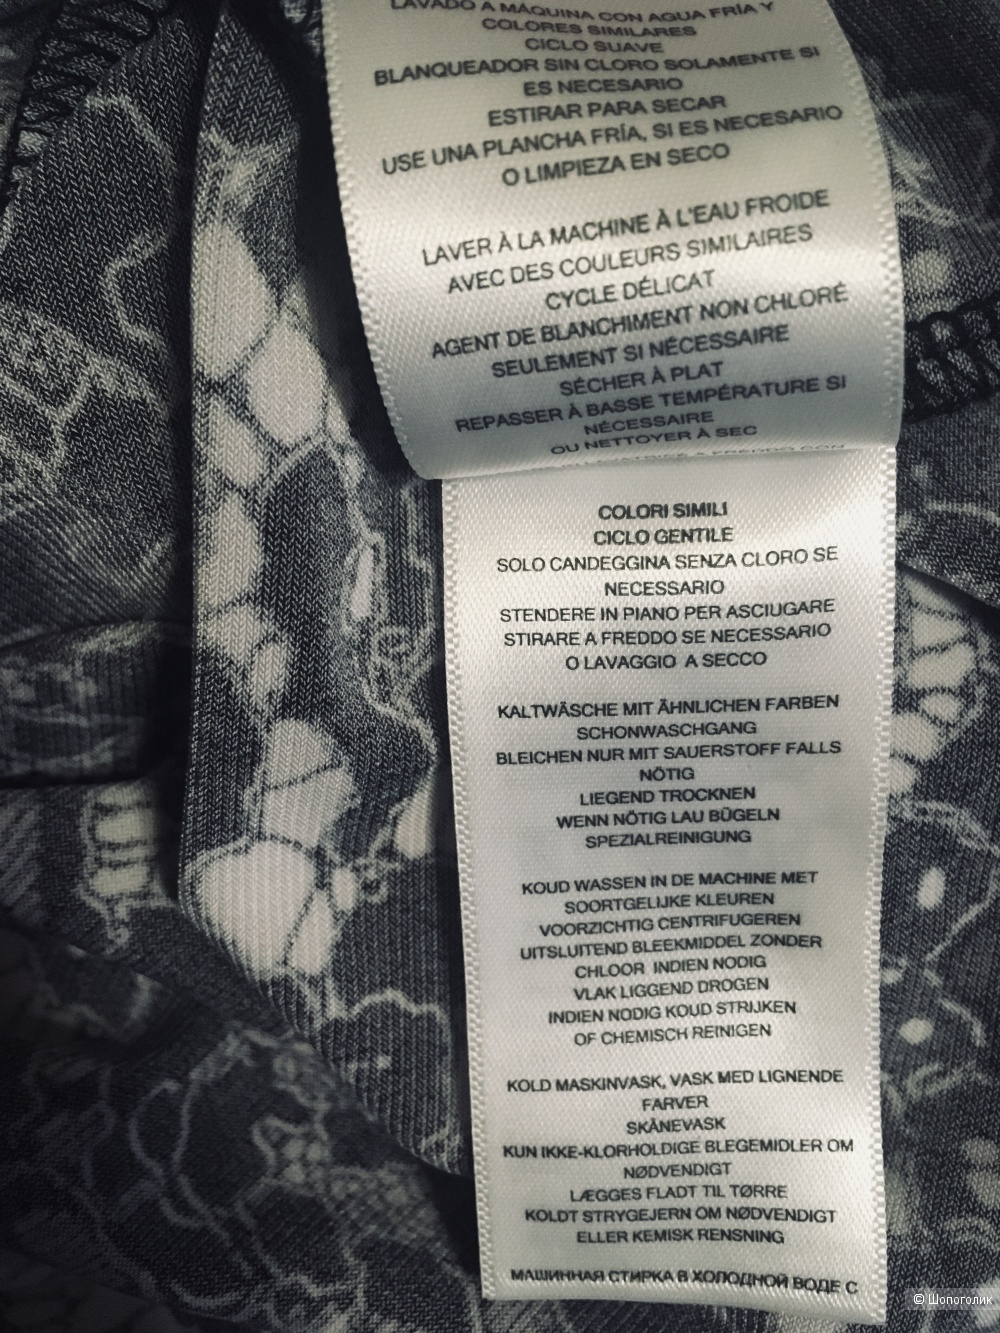 LAVADO A MÁQUINA CON AGUA FRÍA Y
COLORES SIMILARES
CICLO SUAVE
BLANQUEADOR SIN CLORO SOLAMENTE SI
ES NECESARIO
ESTIRAR PARA SECAR
USE UNA PLANCHA FRÍA, SI ES NECESARIO
O LIMPIEZA EN SECO
LAVER À LA MACHINE À L'EAU FROIDE
AVEC DES COULEURS SIMILAIRES
CYCLE DÉLICAT
AGENT DE BLANCHIMENT NON CHLORÉ
SEULEMENT SI NÉCESSAIRE
SÉCHER À PLAT
REPASSER À BASSE TEMPÉRATURE SI
NÉCESSAIRE
OU NETTOYER À SEC
A FREDDO CON
COLORI SIMILI
CICLO GENTILE
SOLO CANDEGGINA SENZA CLORO SE
NECESSARIO
STENDERE IN PIANO PER ASCIUGARE
STIRARE A FREDDO SE NECESSARIO
O LAVAGGIO A SECCO
KALTWÄSCHE MIT ÄHNLICHEN FARBEN
SCHONWASCHGANG
BLEICHEN NUR MIT SAUERSTOFF FALLS
NÖTIG
LIEGEND TROCKNEN
WENN NÖTIG LAU BÜGELN
SPEZIALREINIGUNG
KOUD WASSEN IN DE MACHINE MET
SOORTGELIJKE KLEUREN
VOORZICHTIG CENTRIFUGEREN
UITSLUITEND BLEEKMIDDEL ZONDER
CHLOOR INDIEN NODIG
VLAK LIGGEND DROGEN
INDIEN NODIG KOUD STRIJKEN
OF CHEMISCH REINIGEN
KOLD MASKINVASK, VASK MED LIGNENDE
FARVER
SKÅNEVASK
KUN IKKE-KLORHOLDIGE BLEGEMIDLER OM
NØDVENDIGT
LÆGGES FLADT TIL TØRRE
KOLDT STRYGEJERN OM NØDVENDIGT
ELLER KEMISK RENSNING
МАШИННАЯ СТИРКА В ХОЛОДНОЙ ВОДЕ С
© Шопоголик